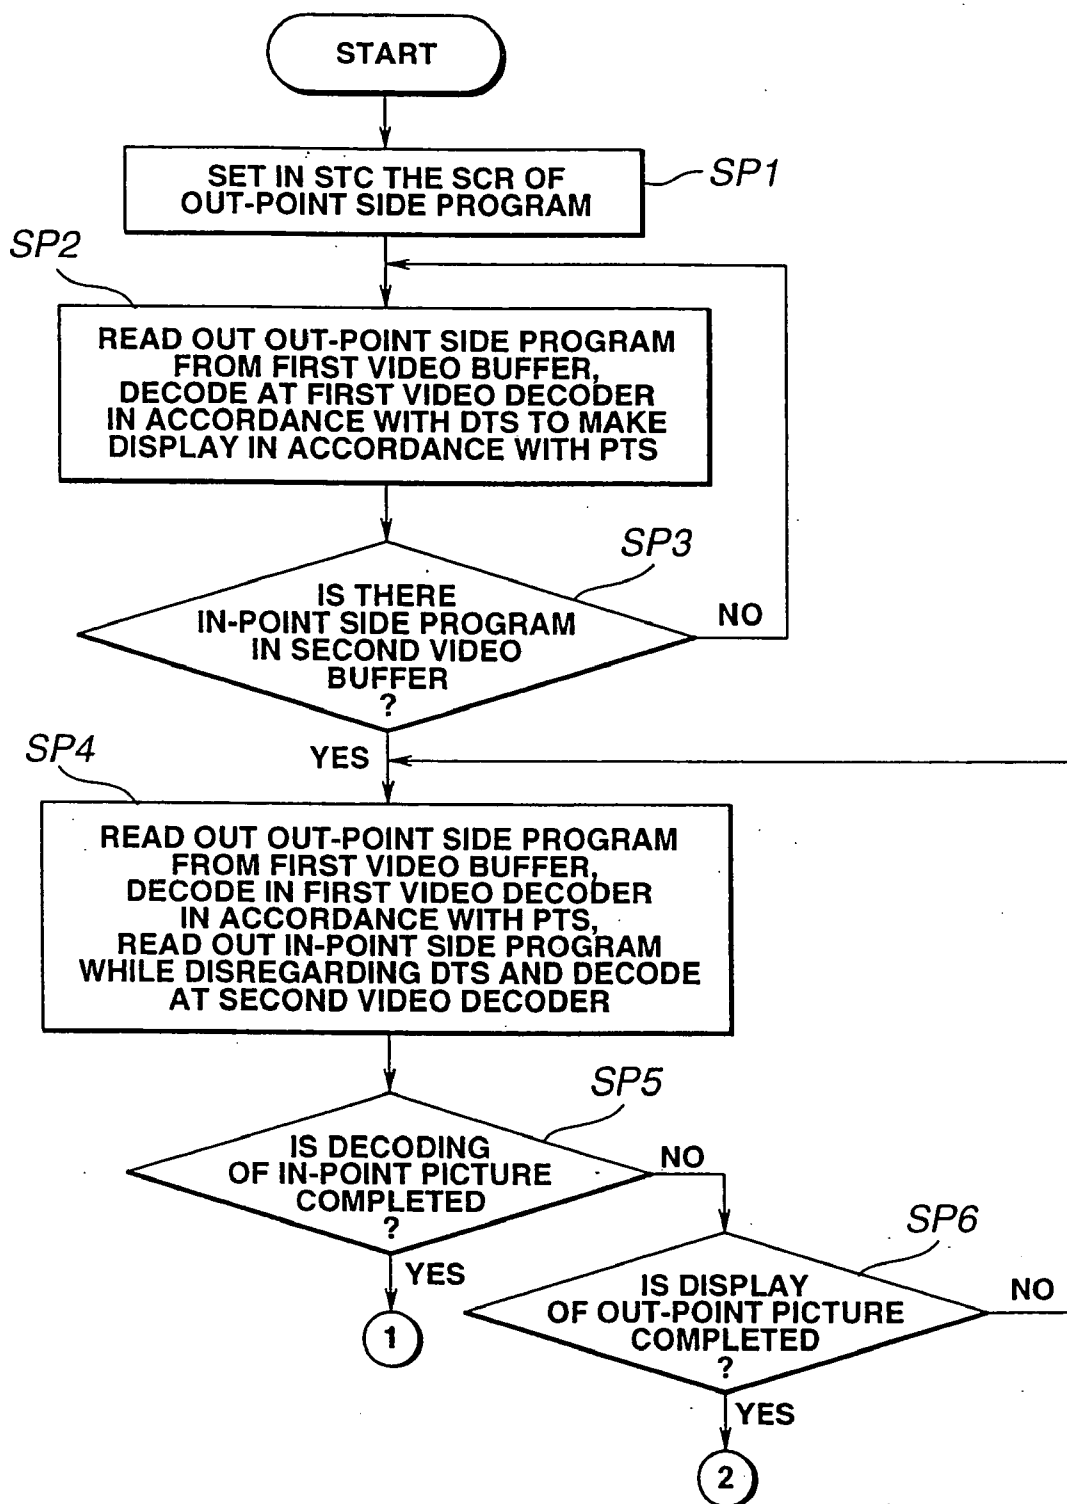 START
SET IN STC THE SCR OF
OUT-POINT SIDE PROGRAM
SP1
SP2
READ OUT OUT-POINT SIDE PROGRAM
FROM FIRST VIDEO BUFFER,
DECODE AT FIRST VIDEO DECODER
IN ACCORDANCE WITH DTS TO MAKE
DISPLAY IN ACCORDANCE WITH PTS
SP3
IS THERE
IN-POINT SIDE PROGRAM
IN SECOND VIDEO
BUFFER
?
NO
YES
SP4
READ OUT OUT-POINT SIDE PROGRAM
FROM FIRST VIDEO BUFFER,
DECODE IN FIRST VIDEO DECODER
IN ACCORDANCE WITH PTS,
READ OUT IN-POINT SIDE PROGRAM
WHILE DISREGARDING DTS AND DECODE
AT SECOND VIDEO DECODER
SP5
IS DECODING
OF IN-POINT PICTURE
COMPLETED
?
NO
YES
1
SP6
IS DISPLAY
OF OUT-POINT PICTURE
COMPLETED
?
NO
YES
2